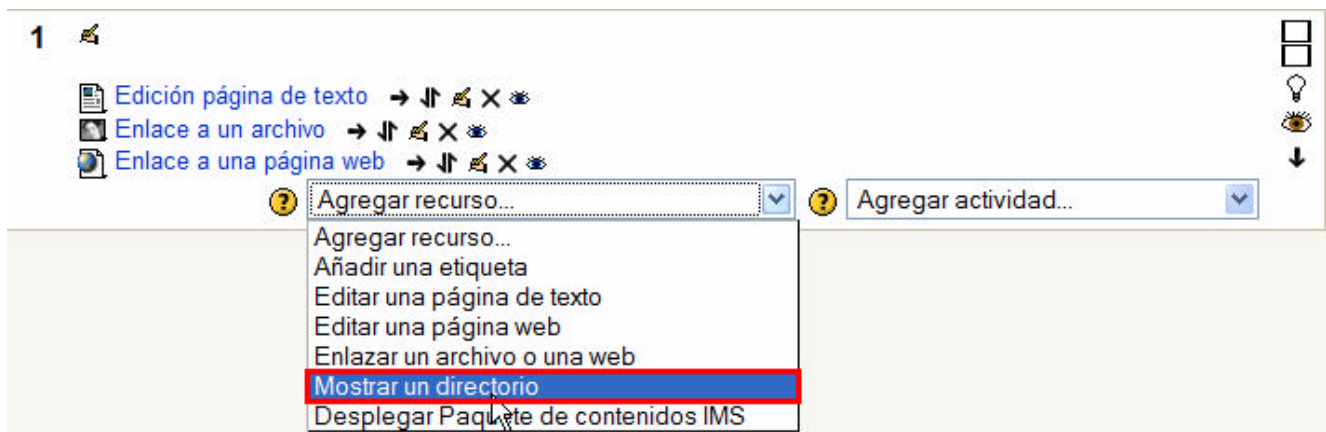 1
Edición página de texto
Enlace a un archivo
Enlace a una página web
Agregar recurso... Agregar actividad...
Agregar recurso...
Añadir una etiqueta
Editar una página de texto
Editar una página web
Enlazar un archivo o una web
Mostrar un directorio
Desplegar Paquete de contenidos IMS